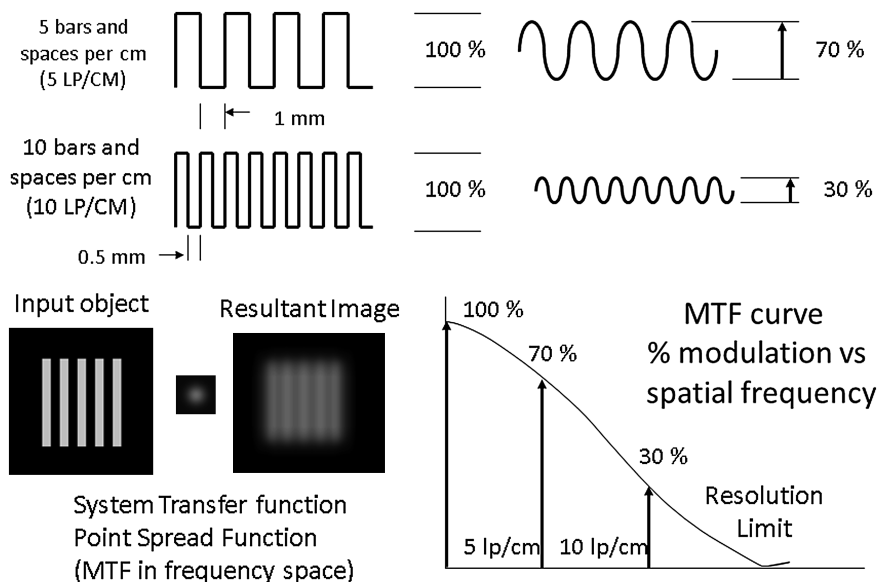 5 bars and
spaces per cm
(5 LP/CM)
100 %
70 %
1 mm
10 bars and
spaces per cm
(10 LP/CM)
100 %
30 %
0.5 mm
Input object
Resultant Image
System Transfer function
Point Spread Function
(MTF in frequency space)
100 %
MTF curve
% modulation vs
spatial frequency
70 %
30 %
Resolution
Limit
5 lp/cm
10 lp/cm